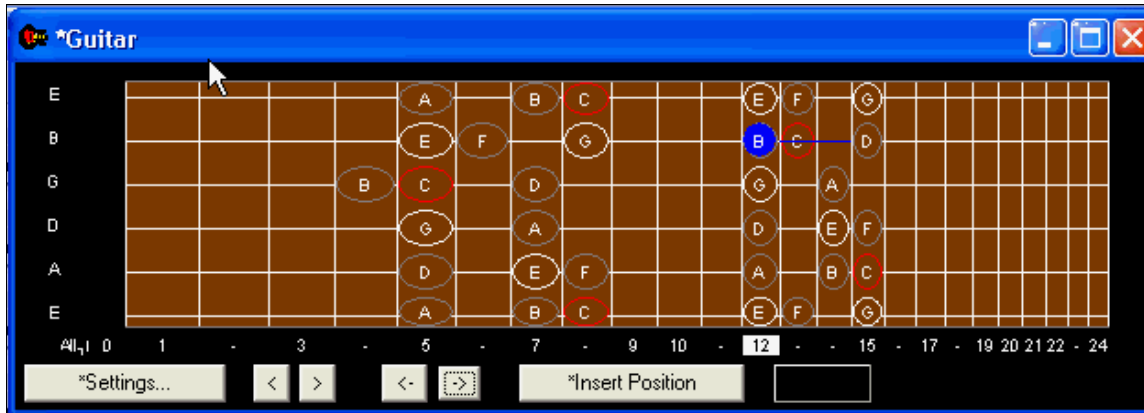 *Guitar
E A B C E F G
B E F G B C D
G B C D G A
D G A D E F
A D E F A B C
E A B C E F G
All,I 0 1 - 3 - 5 - 7 - 9 10 - 12 - - 15 - 17 - 19 20 21 22 - 24
*Settings... < > <- -> *Insert Position